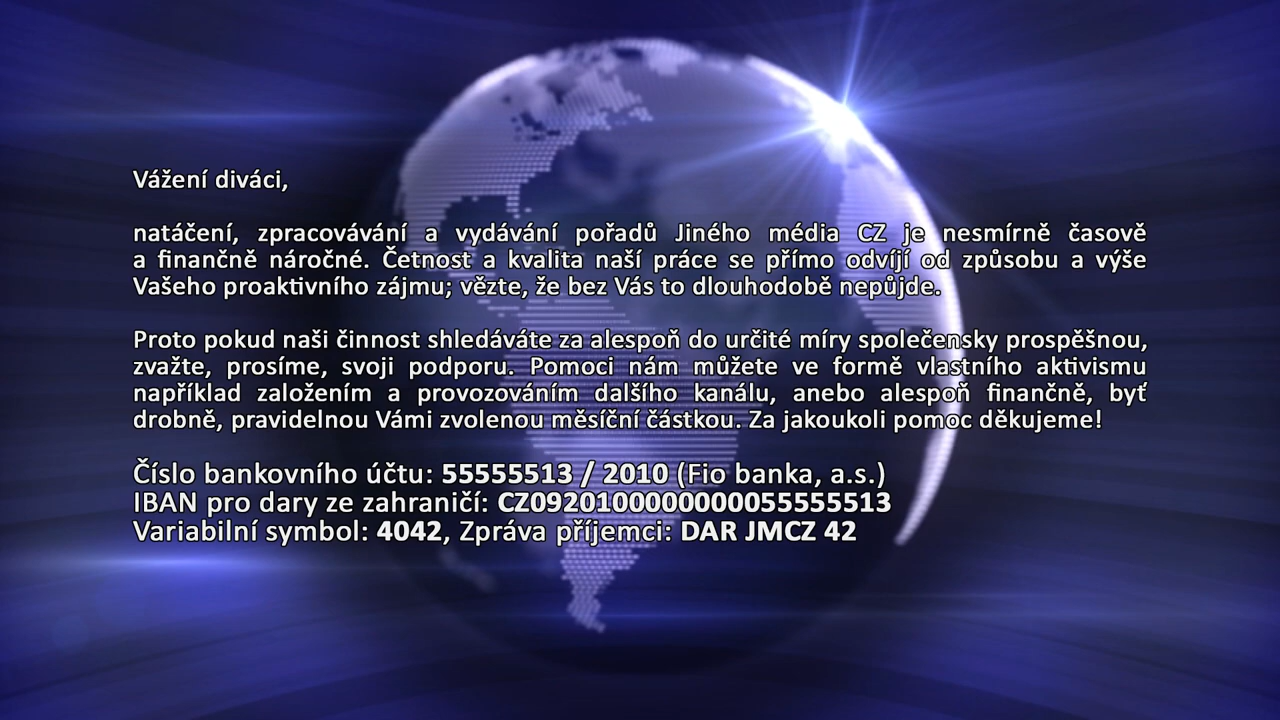 Vážení diváci,
natáčení, zpracovávání a vydávání pořadů Jiného média CZ je nesmírně časově
a finančně náročné. Četnost a kvalita naší práce se přímo odvíjí od způsobu a výše
Vašeho proaktivního zájmu; vězte, že bez Vás to dlouhodobě nepůjde.
Proto pokud naši činnost shledáváte za alespoň do určité míry společensky prospěšnou,
zvažte, prosíme, svoji podporu. Pomoci nám můžete ve formě vlastního aktivismu
například založením a provozováním dalšího kanálu, anebo alespoň finančně, byť
drobně, pravidelnou Vámi zvolenou měsíční částkou. Za jakoukoli pomoc děkujeme!
Číslo bankovního účtu: 55555513 / 2010 (Fio banka, a.s.)
IBAN pro dary ze zahraničí: CZ0920100000000055555513
Variabilní symbol: 4042, Zpráva příjemci: DAR JMCZ 42